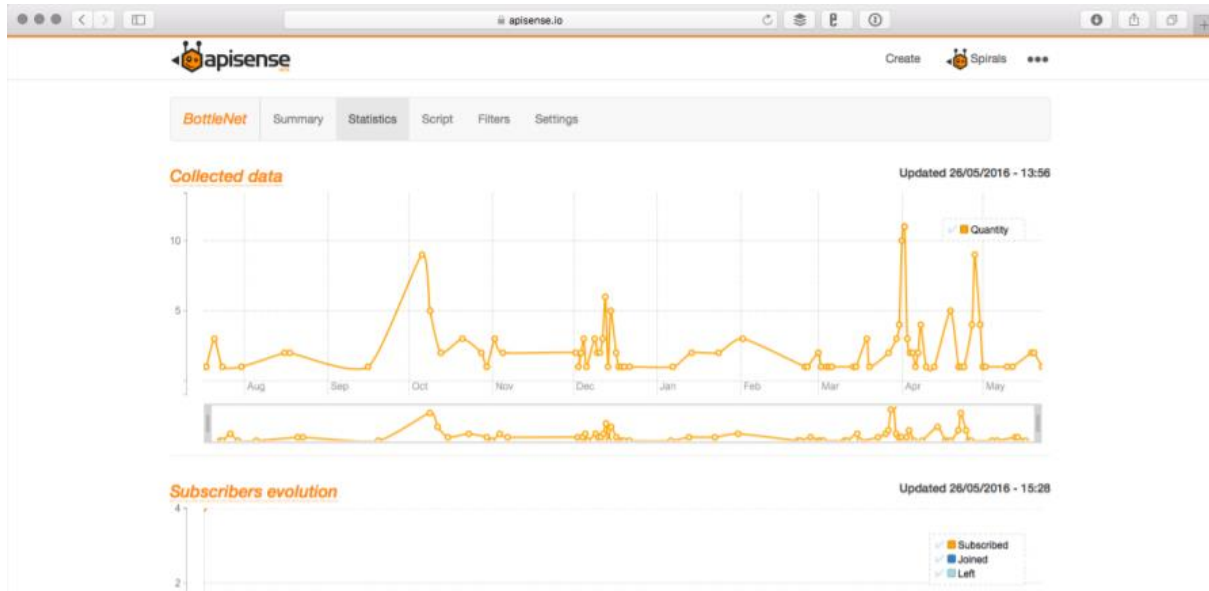 apisense.io
apisense
Create Spirals
BottleNet Summary Statistics Script Filters Settings
Collected data
Updated 26/05/2016 - 13:56
Quantity
10
5
Aug Sep Oct Nov Dec Jan Feb Mar Apr May
Subscribers evolution
Updated 26/05/2016 - 15:28
4
Subscribed
Joined
Left
2